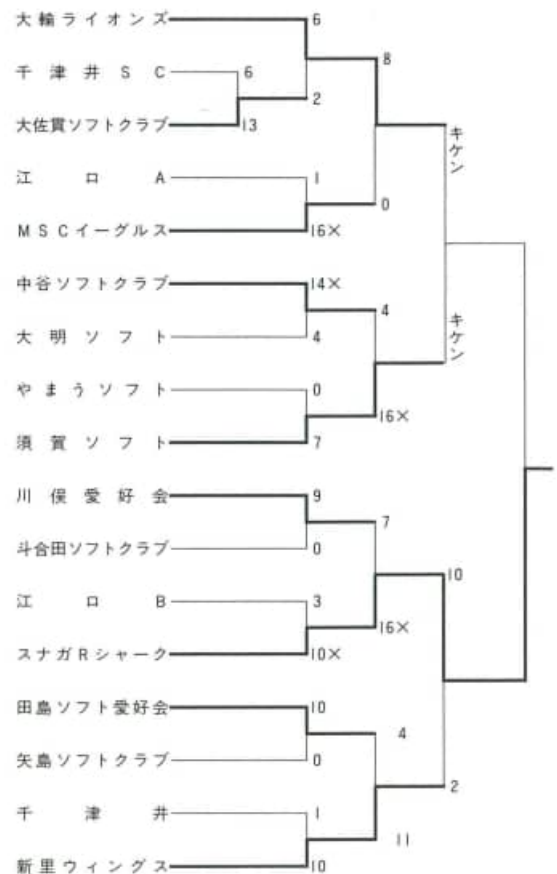 大輪ライオンズ 6
8
千津井SC 6
2
大佐貫ソフトクラブ 13
キケン
江口A 1
0
MSCイーグルス 16×
中谷ソフトクラブ 14×
4
大明ソフト 4
キケン
やまうソフト 0
16×
須賀ソフト 7
川俣愛好会 9
7
斗合田ソフトクラブ 0
10
江口B 3
16×
スナガRシャーク 10×
田島ソフト愛好会 10
4
矢島ソフトクラブ 0
2
千津井 1
11
新里ウィングス 10